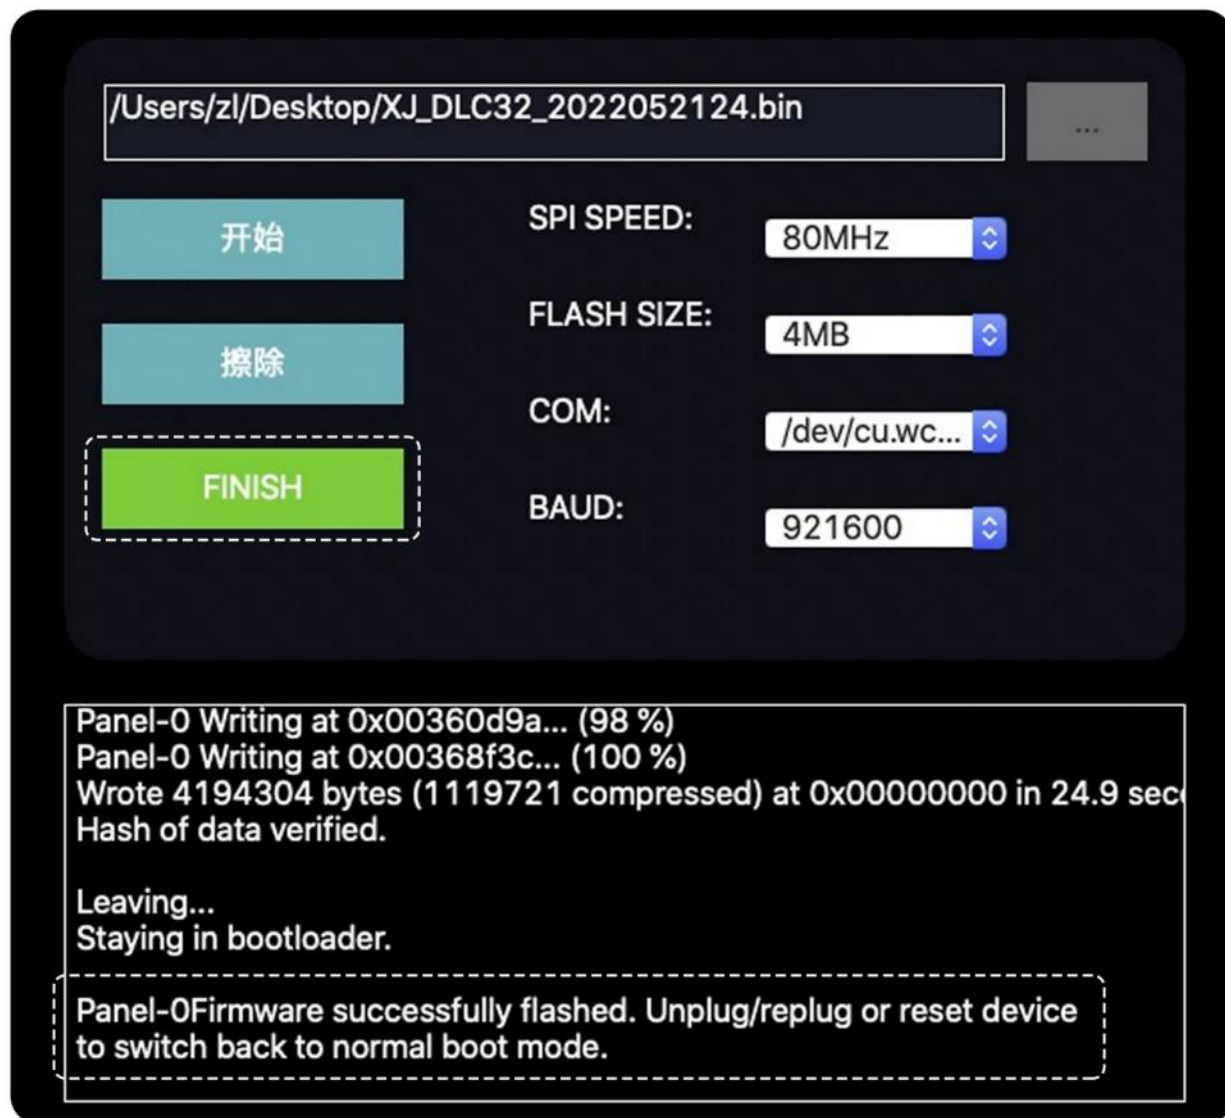 /Users/zl/Desktop/XJ_DLC32_2022052124.bin
...
开始
SPI SPEED:
80MHz
擦除
FLASH SIZE:
4MB
COM:
/dev/cu.wc...
FINISH
BAUD:
921600
Panel-0 Writing at 0x00360d9a... (98 %)
Panel-0 Writing at 0x00368f3c... (100 %)
Wrote 4194304 bytes (1119721 compressed) at 0x00000000 in 24.9 sec
Hash of data verified.
Leaving...
Staying in bootloader.
Panel-0Firmware successfully flashed. Unplug/replug or reset device
to switch back to normal boot mode.